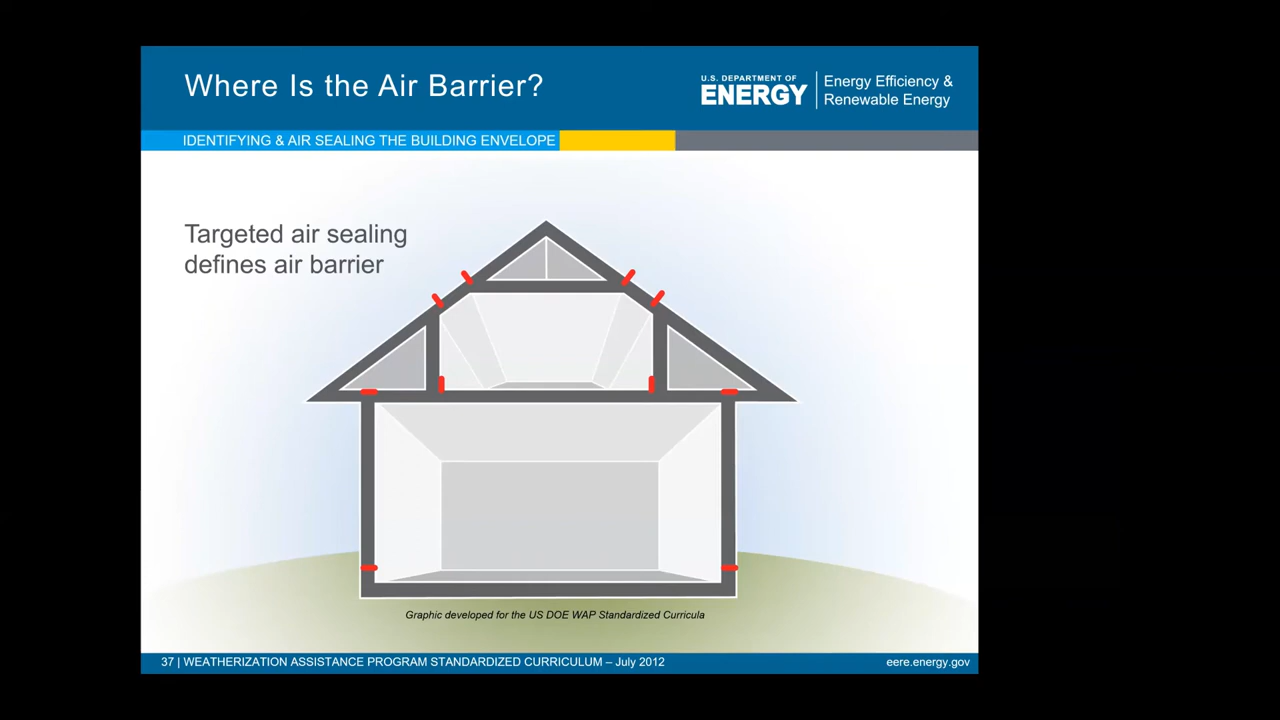 Where Is the Air Barrier?
U.S. DEPARTMENT OF
ENERGY
Energy Efficiency &
Renewable Energy
IDENTIFYING & AIR SEALING THE BUILDING ENVELOPE
Targeted air sealing
defines air barrier
Graphic developed for the US DOE WAP Standardized Curricula
37 | WEATHERIZATION ASSISTANCE PROGRAM STANDARDIZED CURRICULUM – July 2012
eere.energy.gov